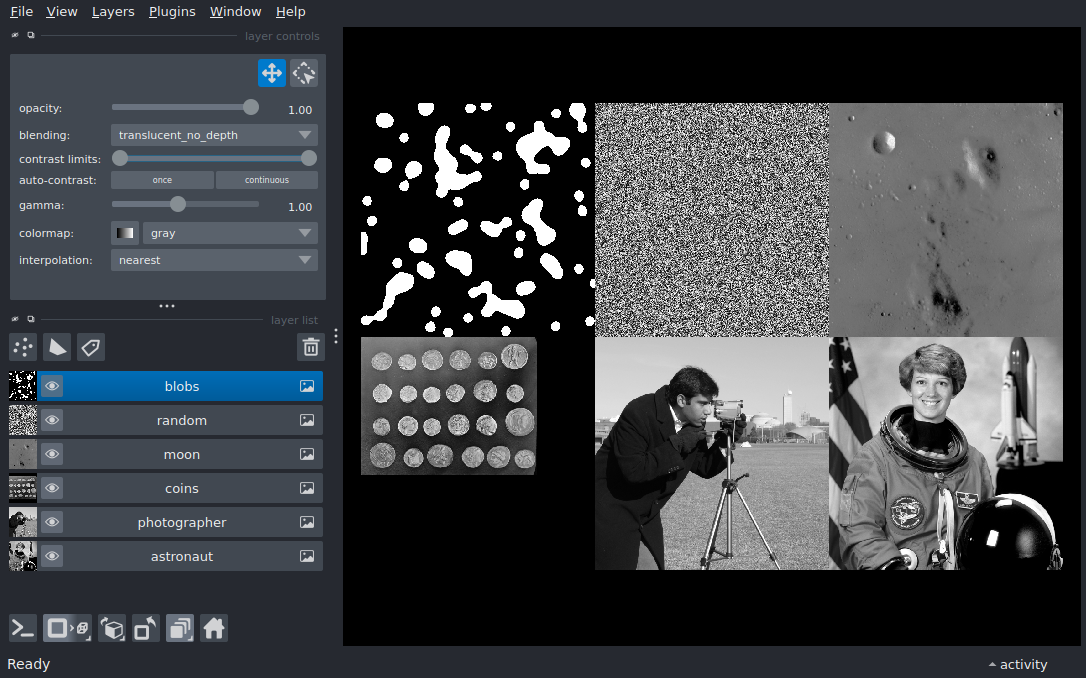 File View Layers Plugins Window Help
layer controls
opacity: 1.00
blending: translucent_no_depth
contrast limits:
auto-contrast: once continuous
gamma: 1.00
colormap: gray
interpolation: nearest
layer list
blobs
random
moon
coins
photographer
astronaut
Ready activity